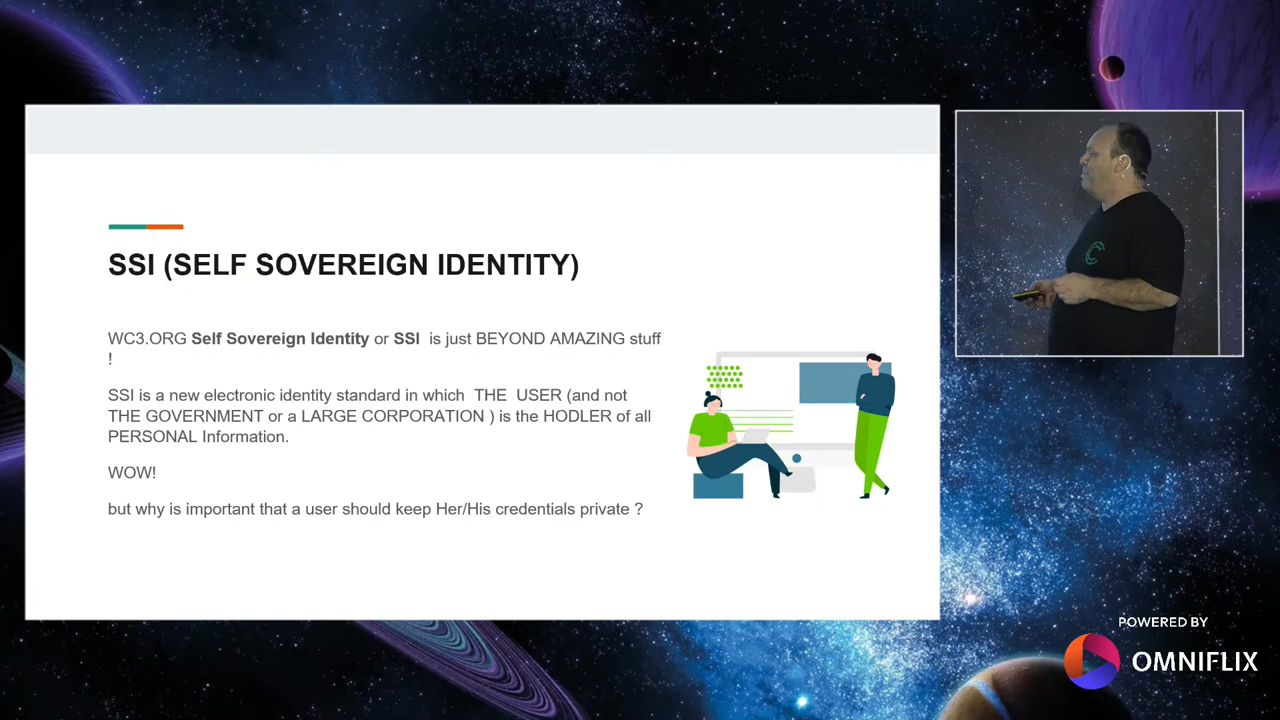 SSI (SELF SOVEREIGN IDENTITY)
WC3.ORG Self Sovereign Identity or SSI  is just BEYOND AMAZING stuff
!
SSI is a new electronic identity standard in which  THE  USER (and not
THE GOVERNMENT or a LARGE CORPORATION ) is the HODLER of all
PERSONAL Information.
WOW!
but why is important that a user should keep Her/His credentials private ?
POWERED BY
OMNIFLIX